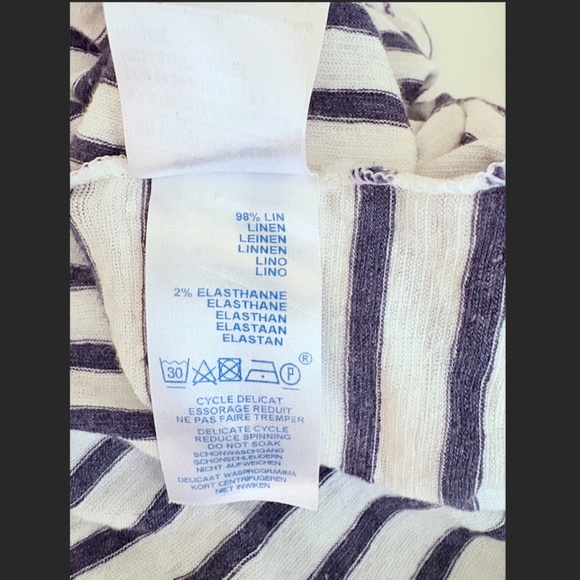 98% LIN
LINEN
LEINEN
LINNEN
LINO
LINO
2% ELASTHANNE
ELASTHANE
ELASTHAN
ELASTAAN
ELASTAN
30 P ®
CYCLE DELICAT
ESSORAGE REDUIT
NE PAS FAIRE TREMPER
DELICATE CYCLE
REDUCE SPINNING
DO NOT SOAK
SCHONWASCHGANG
SCHONSCHLEUDERN
NICHT AUFWEICHEN
DELICAAT WASPROGRAMMA
KORT CENTRIFUGEREN
NIET INWIKEN